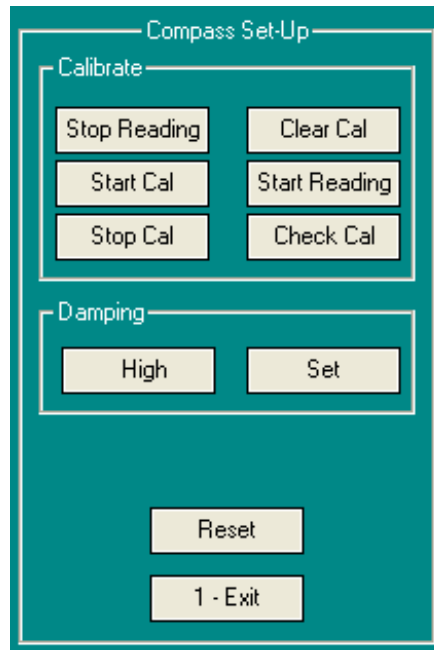 Compass Set-Up
Calibrate
Stop Reading Clear Cal
Start Cal Start Reading
Stop Cal Check Cal
Damping
High Set
Reset
1 - Exit